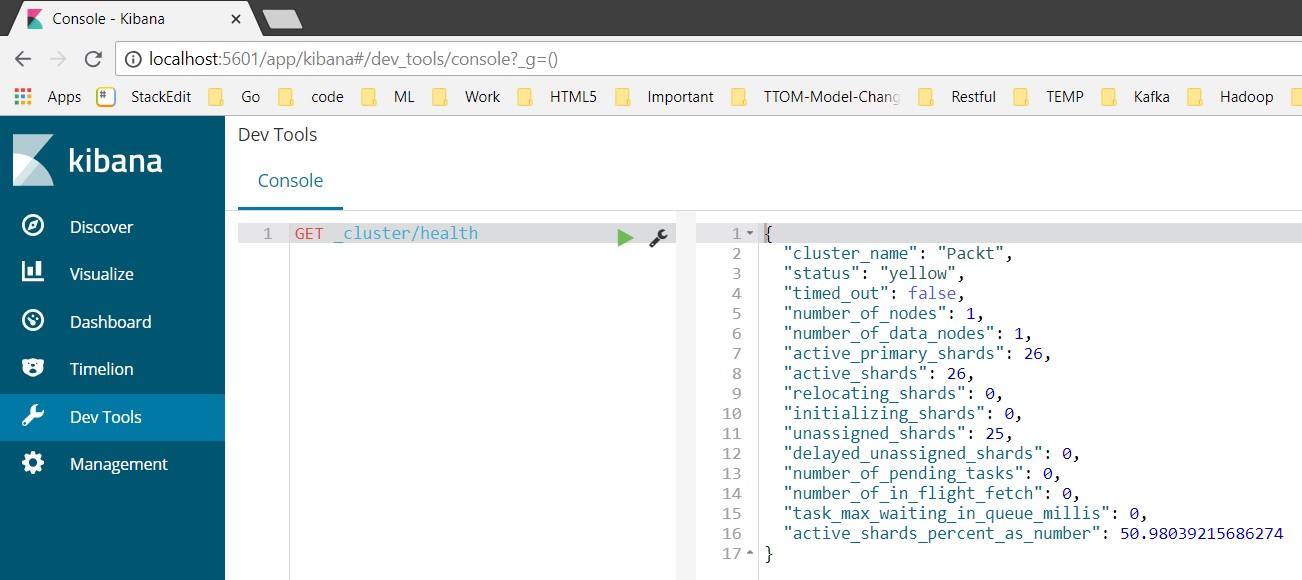 Console - Kibana
localhost:5601/app/kibana#/dev_tools/console?_g=()
Apps StackEdit Go code ML Work HTML5 Important TTOM-Model-Chang Restful TEMP Kafka Hadoop
kibana
Discover
Visualize
Dashboard
Timelion
Dev Tools
Management
Dev Tools
Console
1 GET _cluster/health
1 {
2 "cluster_name": "Packt",
3 "status": "yellow",
4 "timed_out": false,
5 "number_of_nodes": 1,
6 "number_of_data_nodes": 1,
7 "active_primary_shards": 26,
8 "active_shards": 26,
9 "relocating_shards": 0,
10 "initializing_shards": 0,
11 "unassigned_shards": 25,
12 "delayed_unassigned_shards": 0,
13 "number_of_pending_tasks": 0,
14 "number_of_in_flight_fetch": 0,
15 "task_max_waiting_in_queue_millis": 0,
16 "active_shards_percent_as_number": 50.98039215686274
17 }